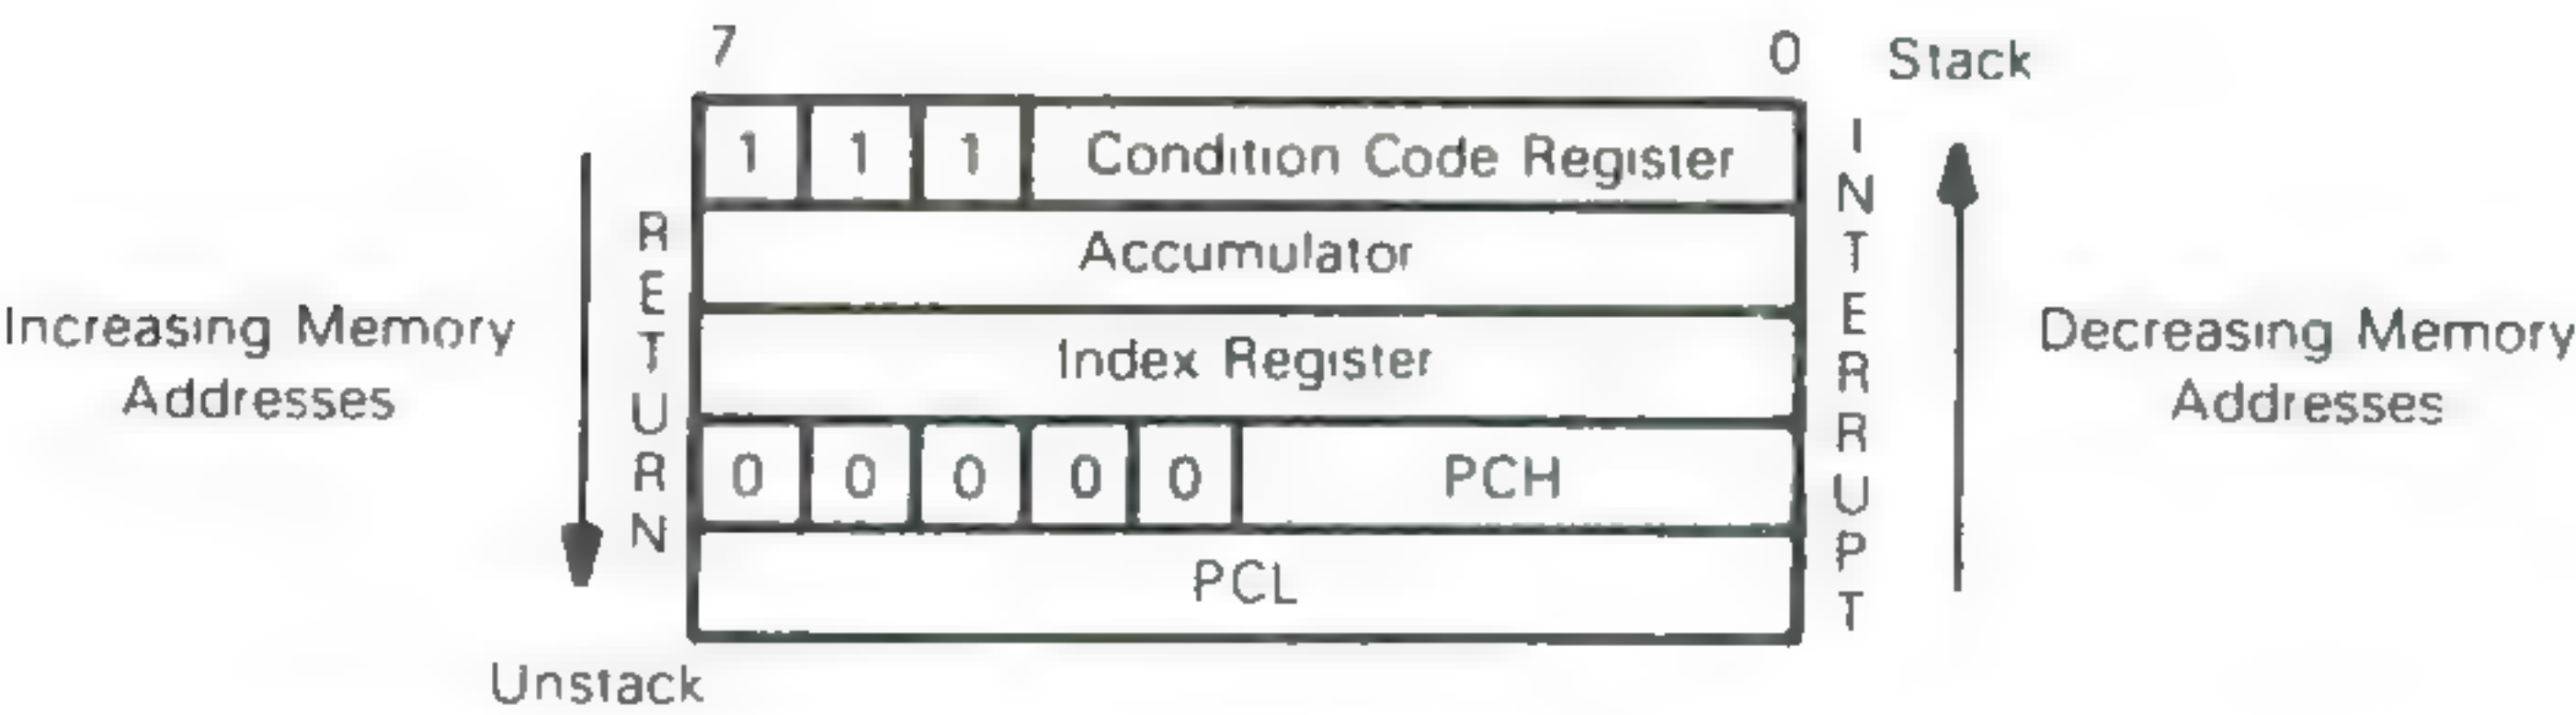 7 0 Stack
1 1 1 Condition Code Register
Accumulator
Index Register
0 0 0 0 0 PCH
PCL
RETURN
INTERRUPT
Increasing Memory
Addresses
Decreasing Memory
Addresses
Unstack